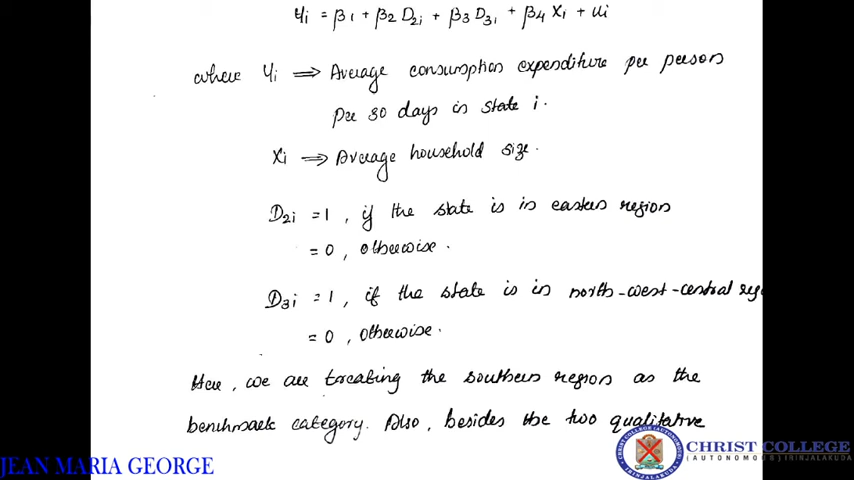 Yi = β1 + β2 D2i + β3 D3i + β4 Xi + ui
where Yi ⟹ Average consumption expenditure per person
per 30 days in state i.
Xi ⟹ Average household size.
D2i = 1, if the state is in eastern region
= 0, otherwise.
D3i = 1, if the state is in north-west-central reg
= 0, otherwise.
Here, we are treating the southern region as the
benchmark category. Also, besides the two qualitative
CHRIST COLLEGE
(AUTONOMOUS) IRINJALAKUDA
JEAN MARIA GEORGE